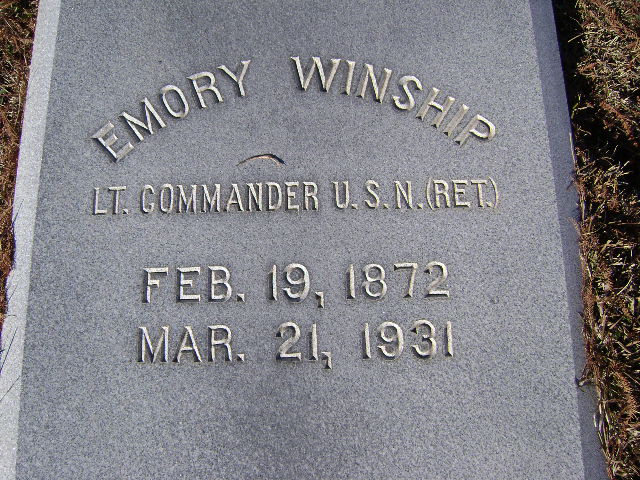 EMORY WINSHIP
LT. COMMANDER U.S.N.(RET.)
FEB. 19, 1872
MAR. 21, 1931